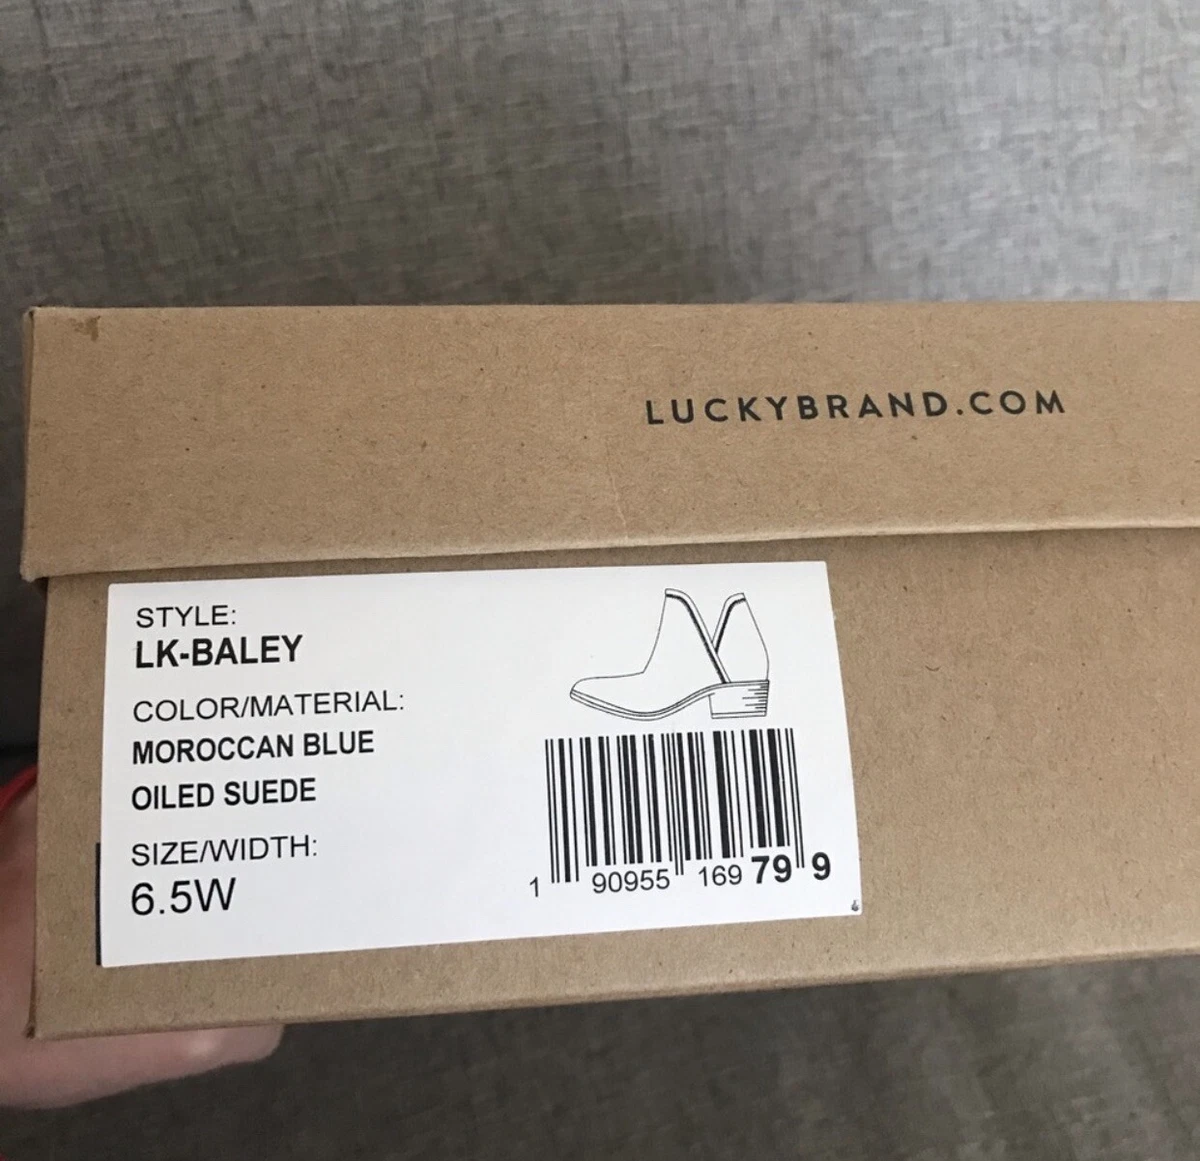 LUCKYBRAND.COM
STYLE:
LK-BALEY
COLOR/MATERIAL:
MOROCCAN BLUE
OILED SUEDE
SIZE/WIDTH:
6.5W
1 90955 169 79 9